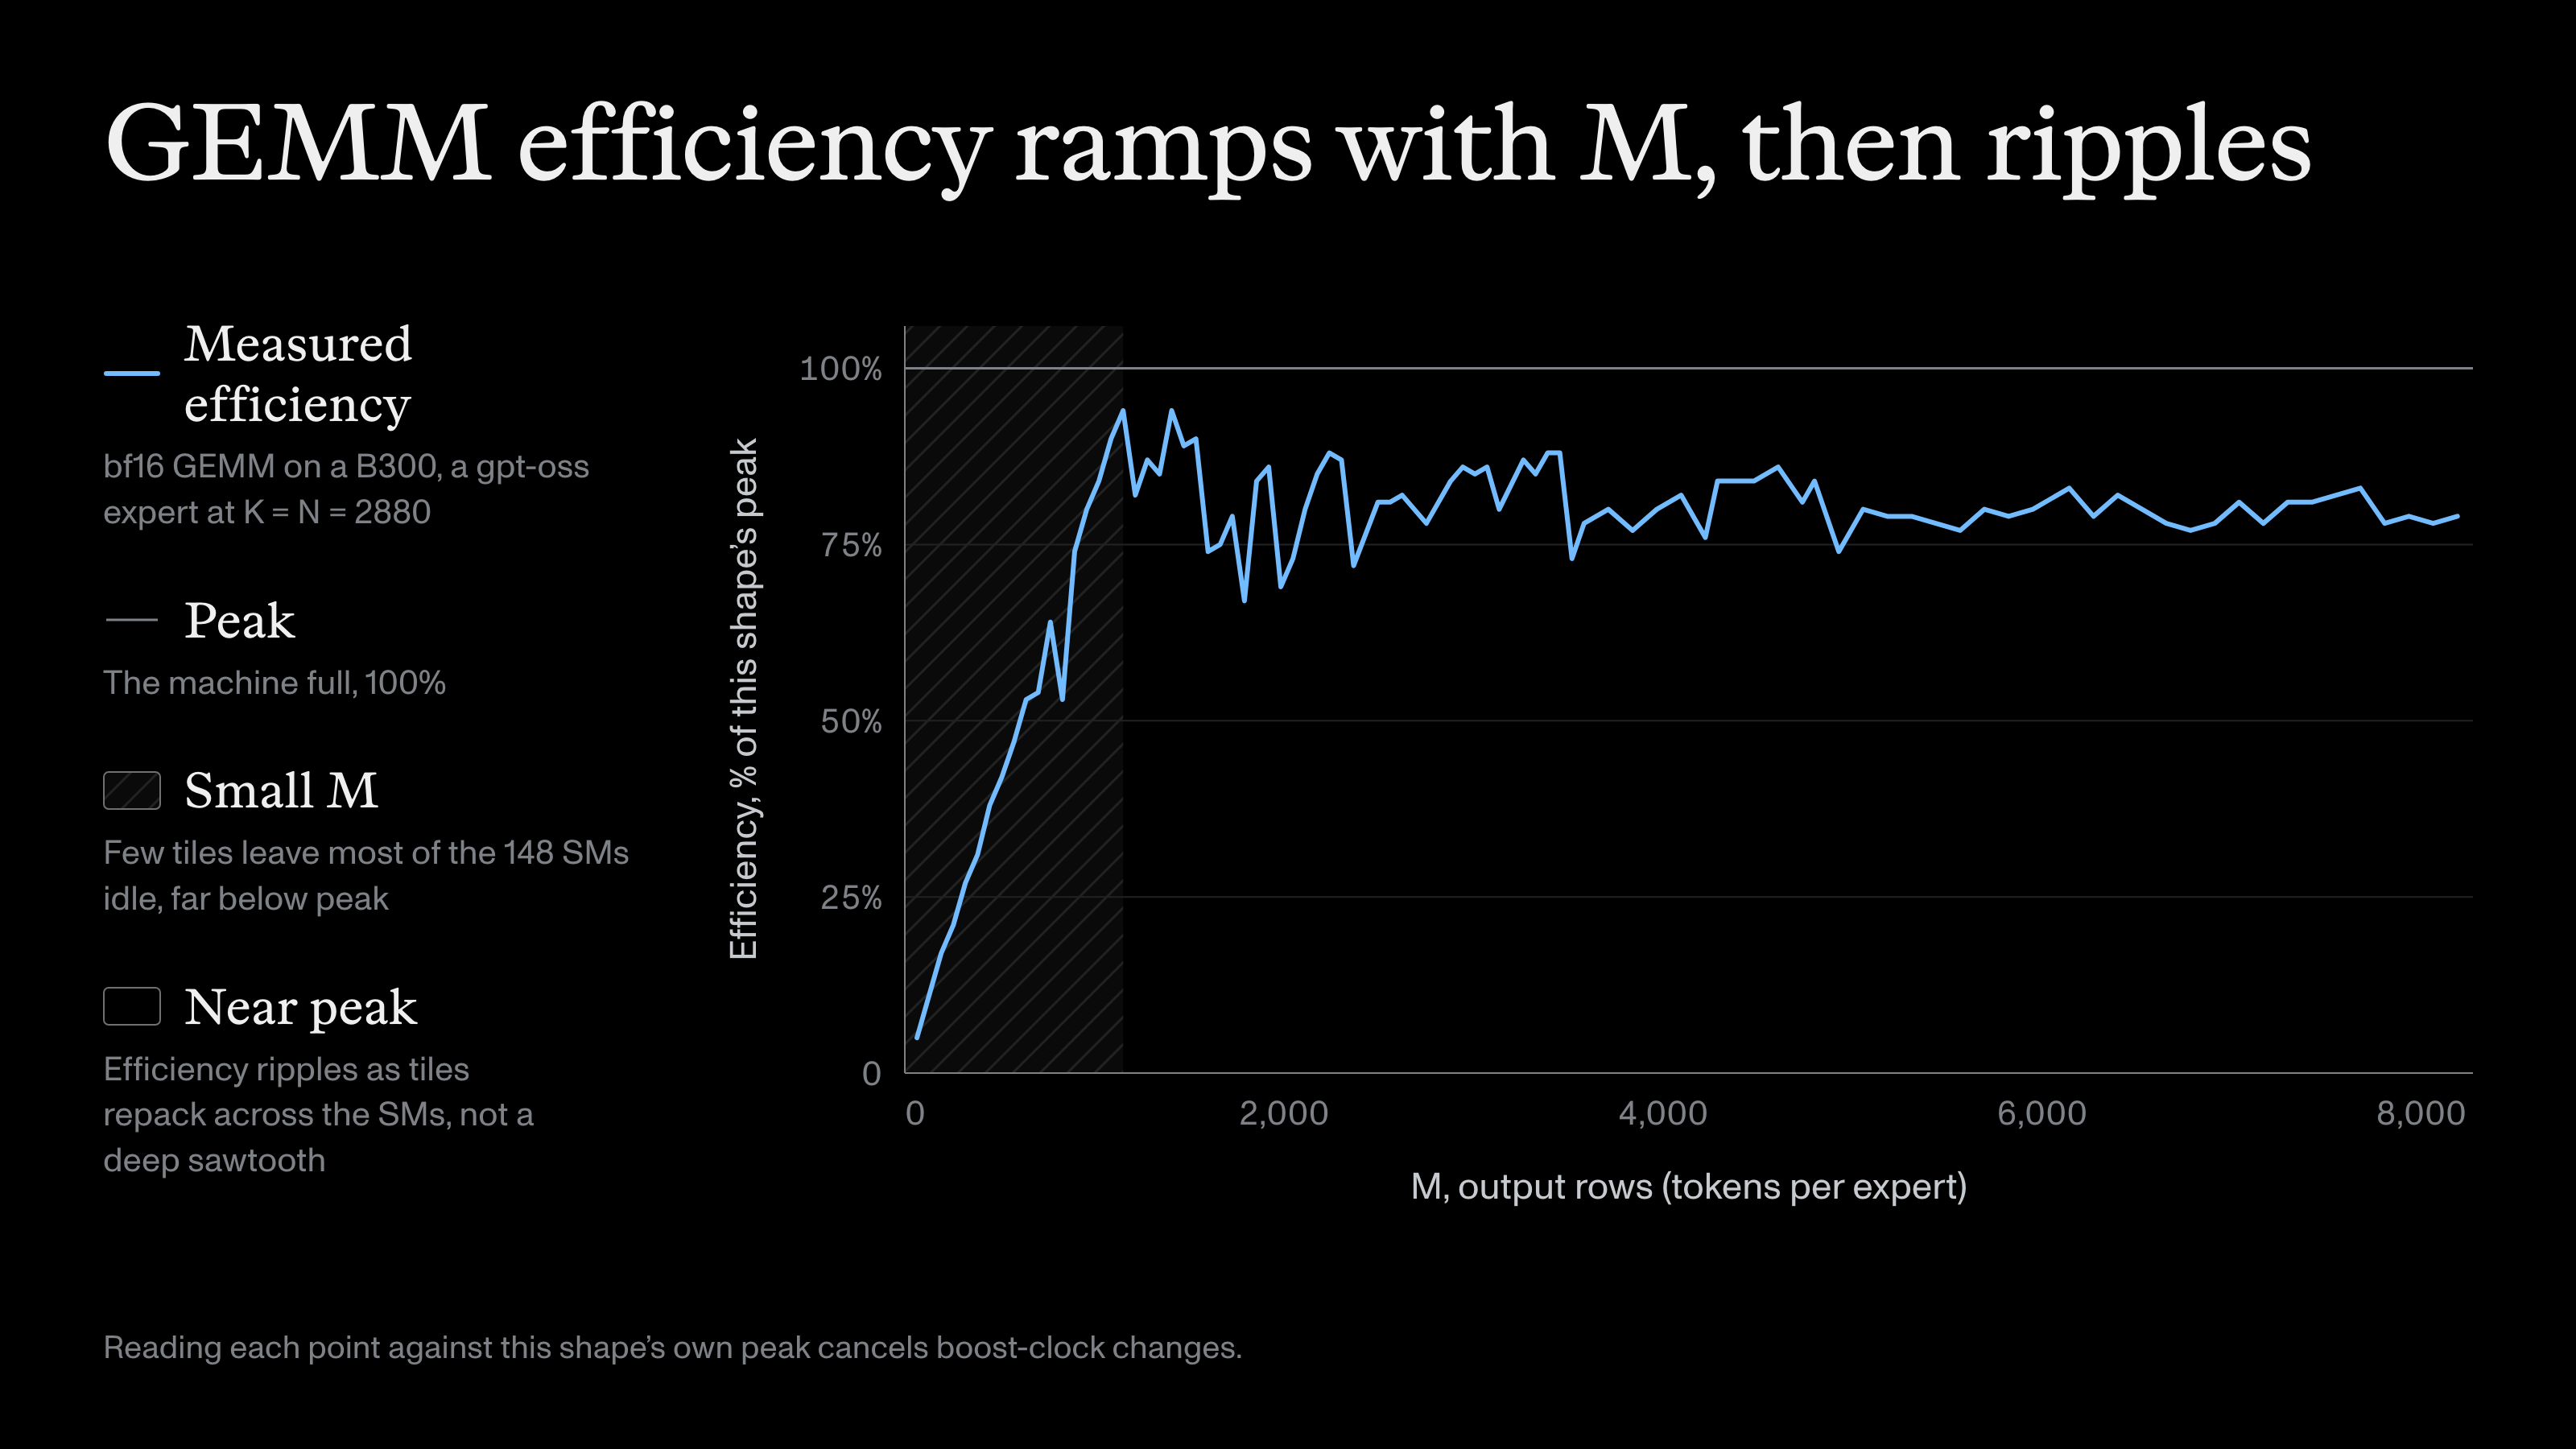 GEMM efficiency ramps with M, then ripples
Measured
efficiency
bf16 GEMM on a B300, a gpt-oss
expert at K = N = 2880
Peak
The machine full, 100%
Small M
Few tiles leave most of the 148 SMs
idle, far below peak
Near peak
Efficiency ripples as tiles
repack across the SMs, not a
deep sawtooth
Efficiency, % of this shape’s peak
100%
75%
50%
25%
0
0
2,000
4,000
6,000
8,000
M, output rows (tokens per expert)
Reading each point against this shape’s own peak cancels boost-clock changes.